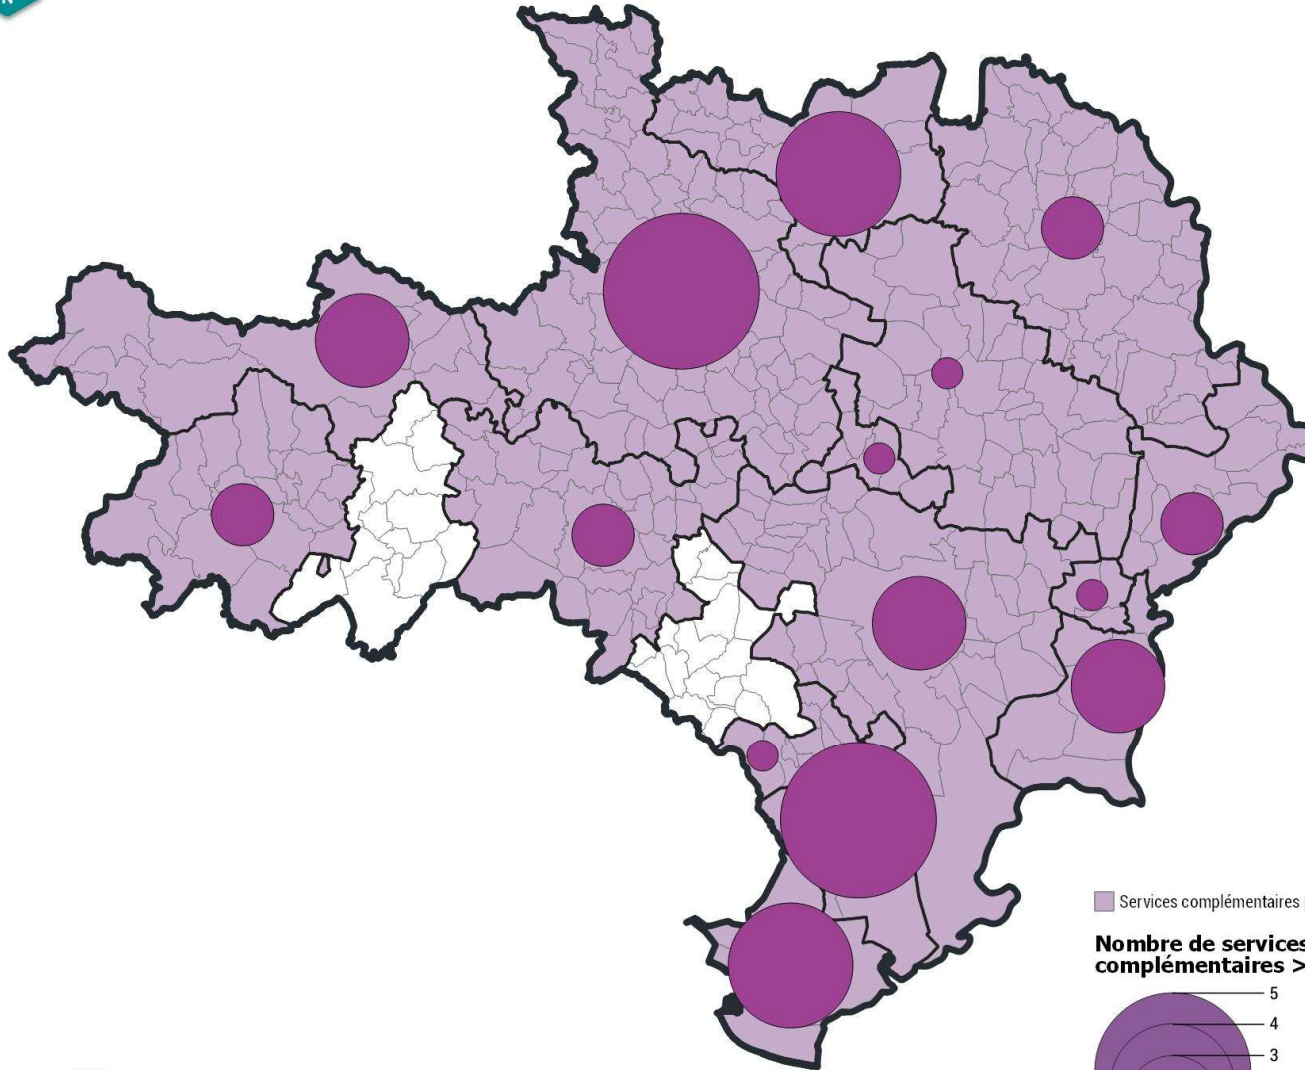 N
Services complémentaires
Nombre de services
complémentaires >
5
4
3